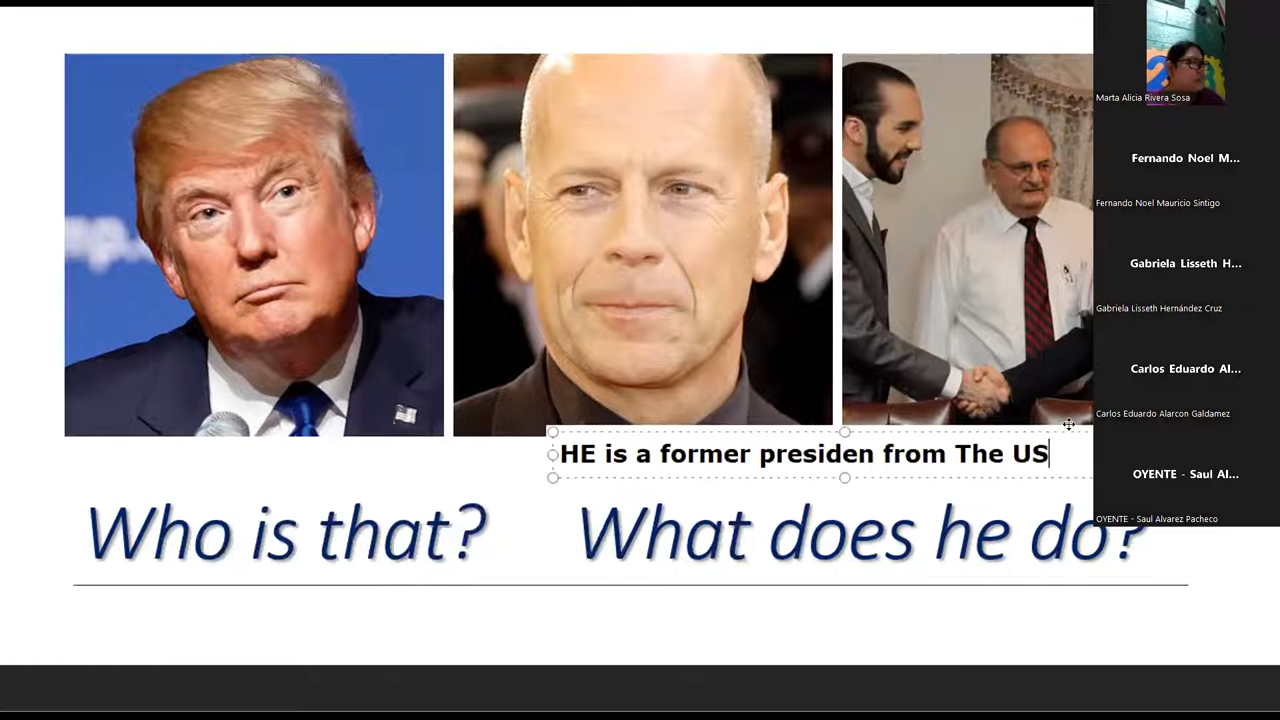 mp.
Marta Alicia Rivera Sosa
Fernando Noel M...
Fernando Noel Mauricio Sintigo
Gabriela Lisseth H...
Gabriela Lisseth Hernández Cruz
Carlos Eduardo Al...
Carlos Eduardo Alarcon Galdamez
HE is a former presiden from The US
OYENTE - Saul Al...
OYENTE - Saul Alvarez Pacheco
Who is that?
What does he do?